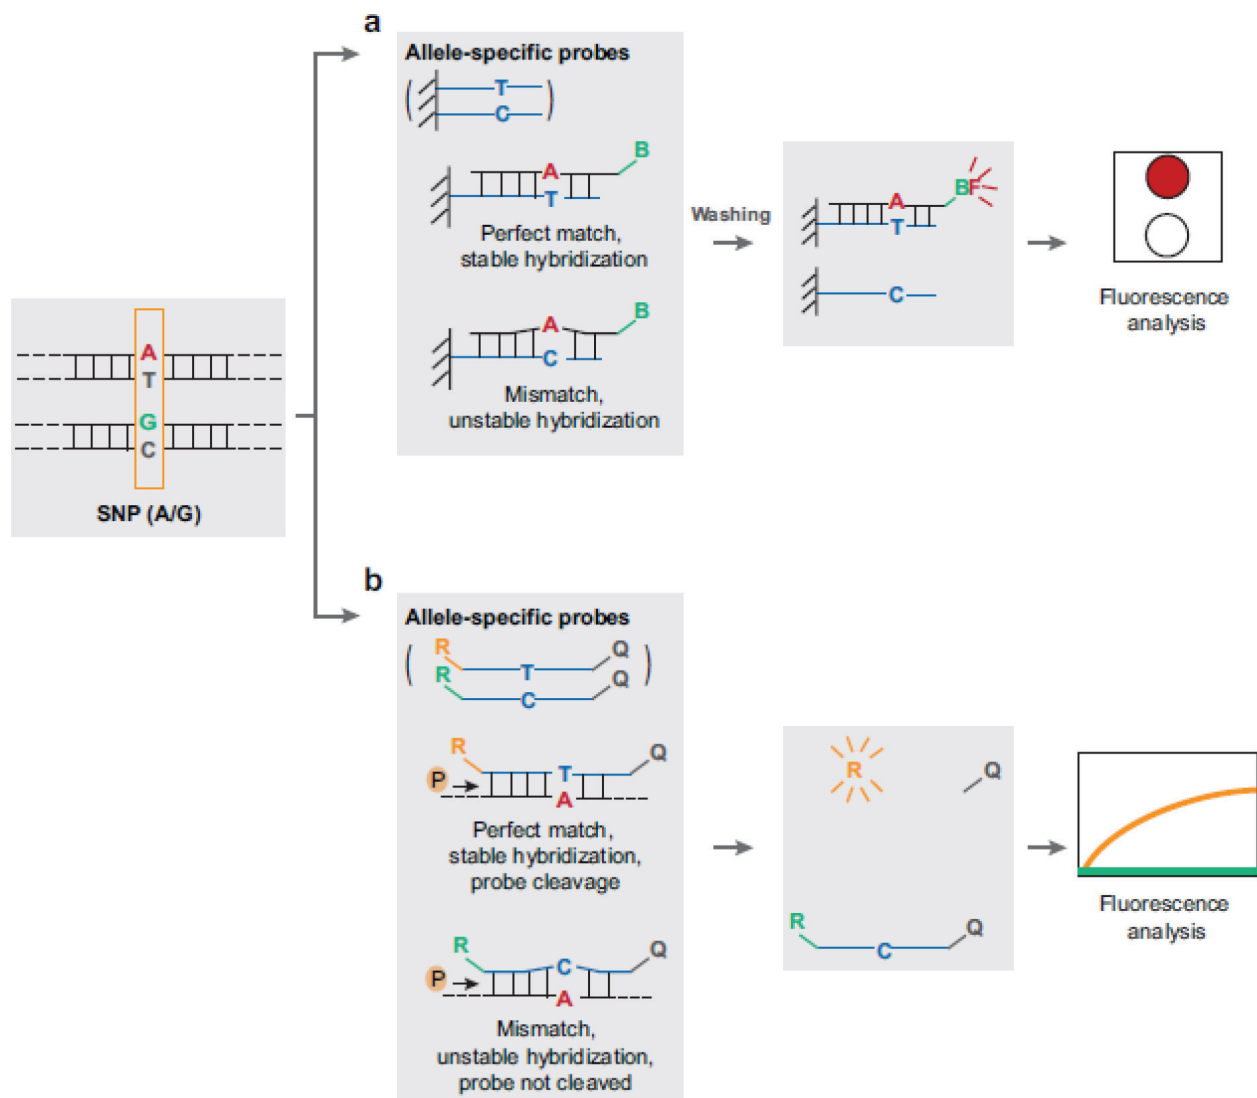 a
Allele-specific probes
T
C
B
A
T
Perfect match,
stable hybridization
B
A
C
Mismatch,
unstable hybridization
Washing
BF
A
T
C
Fluorescence
analysis
A
T
G
C
SNP (A/G)
b
Allele-specific probes
R
Q
T
R
Q
C
R
Q
P
T
A
Perfect match,
stable hybridization,
probe cleavage
R
Q
P
C
A
Mismatch,
unstable hybridization,
probe not cleaved
R
Q
R
Q
C
Fluorescence
analysis